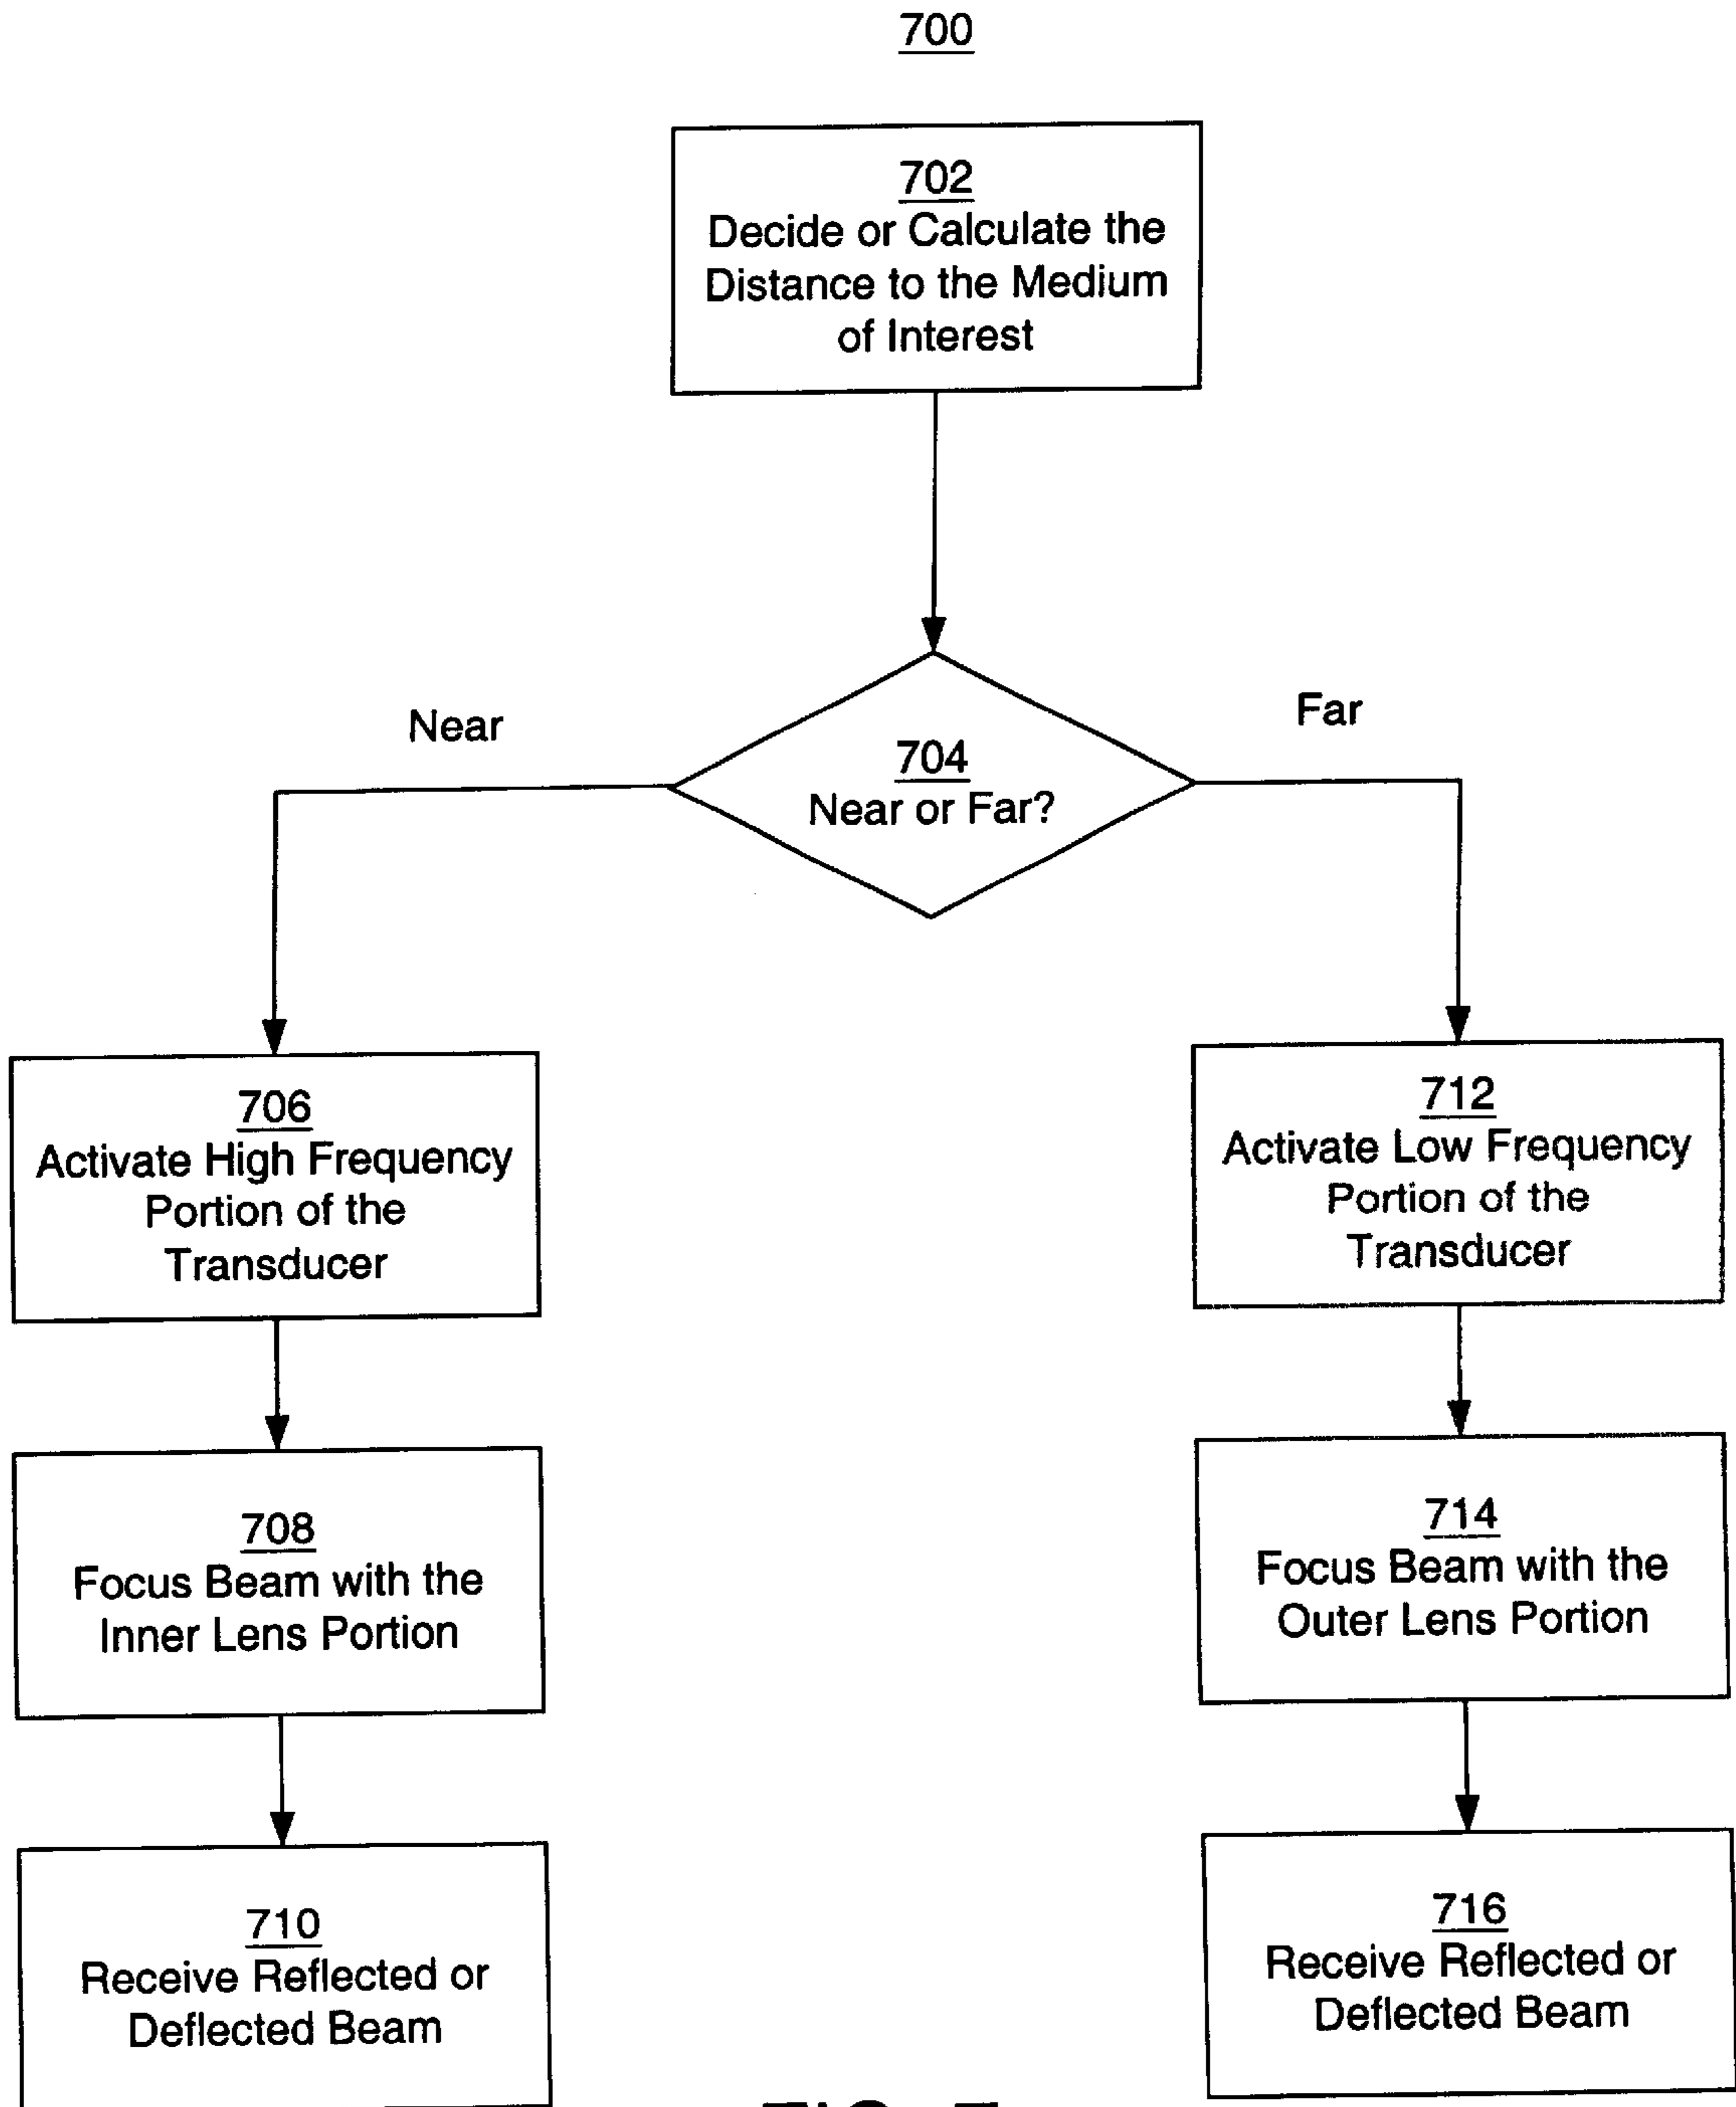 700
702
Decide or Calculate the
Distance to the Medium
of Interest
Near
Far
704
Near or Far?
706
Activate High Frequency
Portion of the
Transducer
712
Activate Low Frequency
Portion of the
Transducer
708
Focus Beam with the
Inner Lens Portion
714
Focus Beam with the
Outer Lens Portion
710
Receive Reflected or
Deflected Beam
716
Receive Reflected or
Deflected Beam